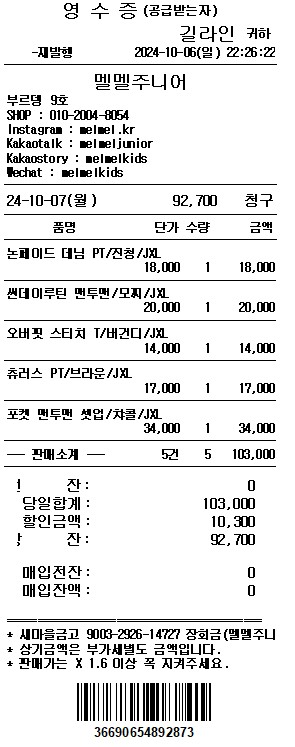 영 수 증 (공급받는자)
길라인 귀하
-재발행 2024-10-06(일) 22:26:22
멜멜주니어
부르뎅 9호
SHOP : 010-2004-8054
Instagram : melmel.kr
Kakaotalk : melmeljunior
Kakaostory : melmelkids
Wechat : melmelkids
24-10-07(월) 92,700 청구
품명 단가 수량 금액
논페이드 데님 PT/진청/JXL
18,000 1 18,000
썬데이루틴 맨투맨/모찌/JXL
20,000 1 20,000
오버핏 스티치 T/버건디/JXL
14,000 1 14,000
츄러스 PT/브라운/JXL
17,000 1 17,000
포켓 맨투맨 셋업/챠콜/JXL
34,000 1 34,000
── 판매소계 ── 5건 5 103,000
잔 : 0
당일합계 : 103,000
할인금액 : 10,300
잔 : 92,700
매입전잔 : 0
매입잔액 : 0
* 새마을금고 9003-2926-14727 장희금(멜멜주니
* 상기금액은 부가세별도 금액입니다.
* 판매가는 X 1.6 이상 꼭 지켜주세요.
36690654892873